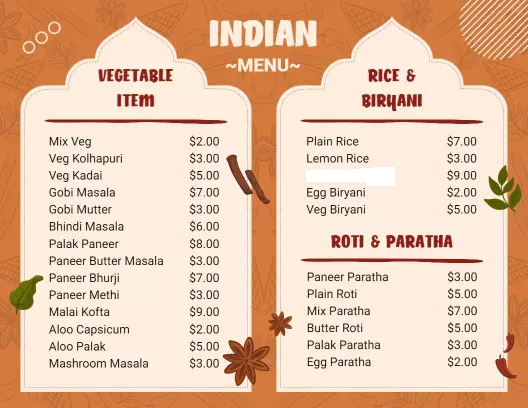 INDIAN
~MENU~
VEGETABLE
ITEM
Mix Veg $2.00
Veg Kolhapuri $3.00
Veg Kadai $5.00
Gobi Masala $7.00
Gobi Mutter $3.00
Bhindi Masala $6.00
Palak Paneer $8.00
Paneer Butter Masala $3.00
Paneer Bhurji $7.00
Paneer Methi $3.00
Malai Kofta $9.00
Aloo Capsicum $2.00
Aloo Palak $5.00
Mashroom Masala $3.00
RICE &
BIRYANI
Plain Rice $7.00
Lemon Rice $3.00
$9.00
Egg Biryani $2.00
Veg Biryani $5.00
ROTI & PARATHA
Paneer Paratha $3.00
Plain Roti $5.00
Mix Paratha $7.00
Butter Roti $5.00
Palak Paratha $3.00
Egg Paratha $2.00